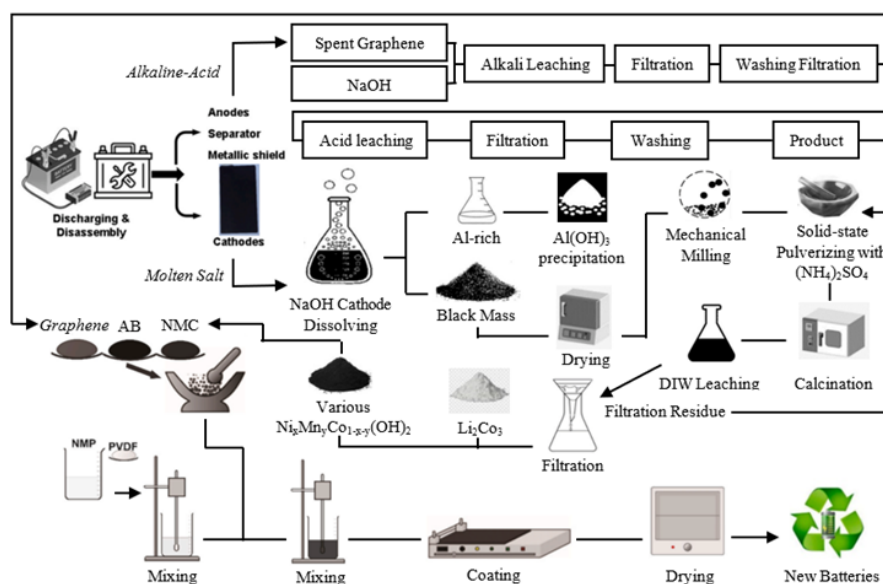 Spent Graphene
NaOH
Alkali Leaching
Filtration
Washing Filtration
Alkaline-Acid
Anodes
Separator
Metallic shield
Cathodes
Discharging &
Disassembly
Acid leaching
Filtration
Washing
Product
Molten Salt
NaOH Cathode
Dissolving
Al-rich
Al(OH)₃
precipitation
Mechanical
Milling
Solid-state
Pulverizing with
(NH₄)₂SO₄
Black Mass
Drying
DIW Leaching
Calcination
Filtration Residue
Graphene
AB
NMC
Various
NiₓMnᵧCo₁₋ₓ₋ᵧ(OH)₂
Li₂Co₃
Filtration
NMP
PVDF
Mixing
Mixing
Coating
Drying
New Batteries